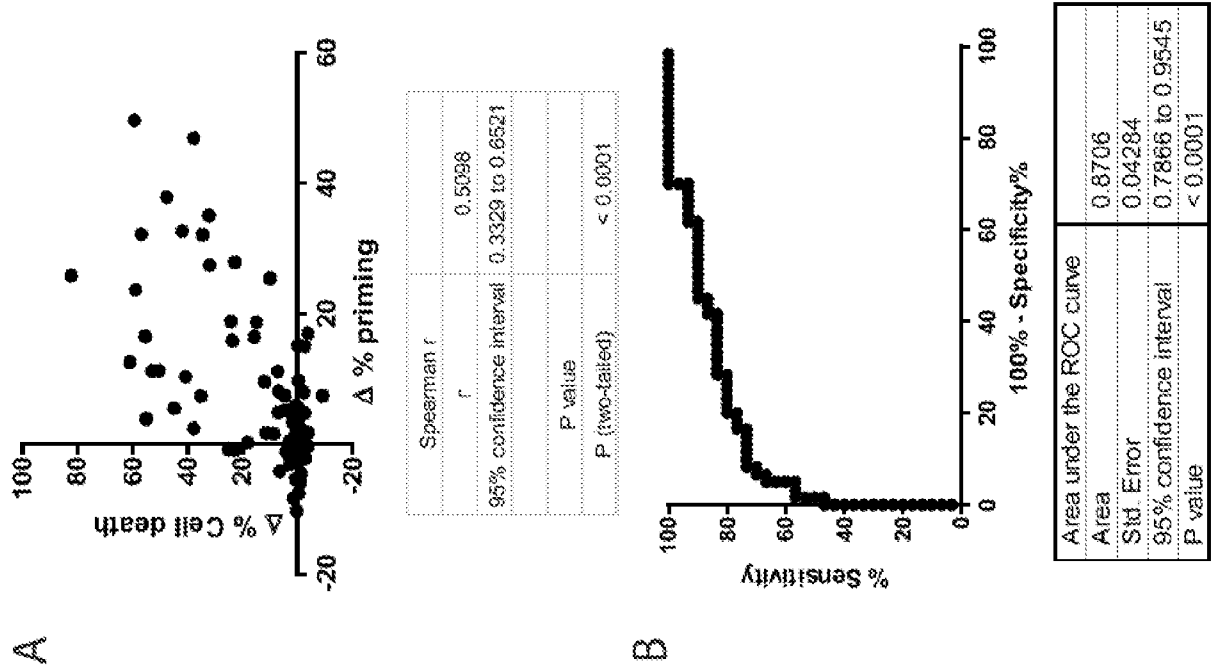 A
100
80
60
40
20
-20
Δ % Cell death
-20
20
40
60
Δ % priming
Spearman r
r 0.5098
95% confidence interval 0.3329 to 0.6521
P value
P (two-tailed) < 0.0001
B
100
80
60
40
20
0
% Sensitivity
0
20
40
60
80
100
100% - Specificity%
Area under the ROC curve
Area 0.8706
Std. Error 0.04284
95% confidence interval 0.7866 to 0.9545
P value < 0.0001